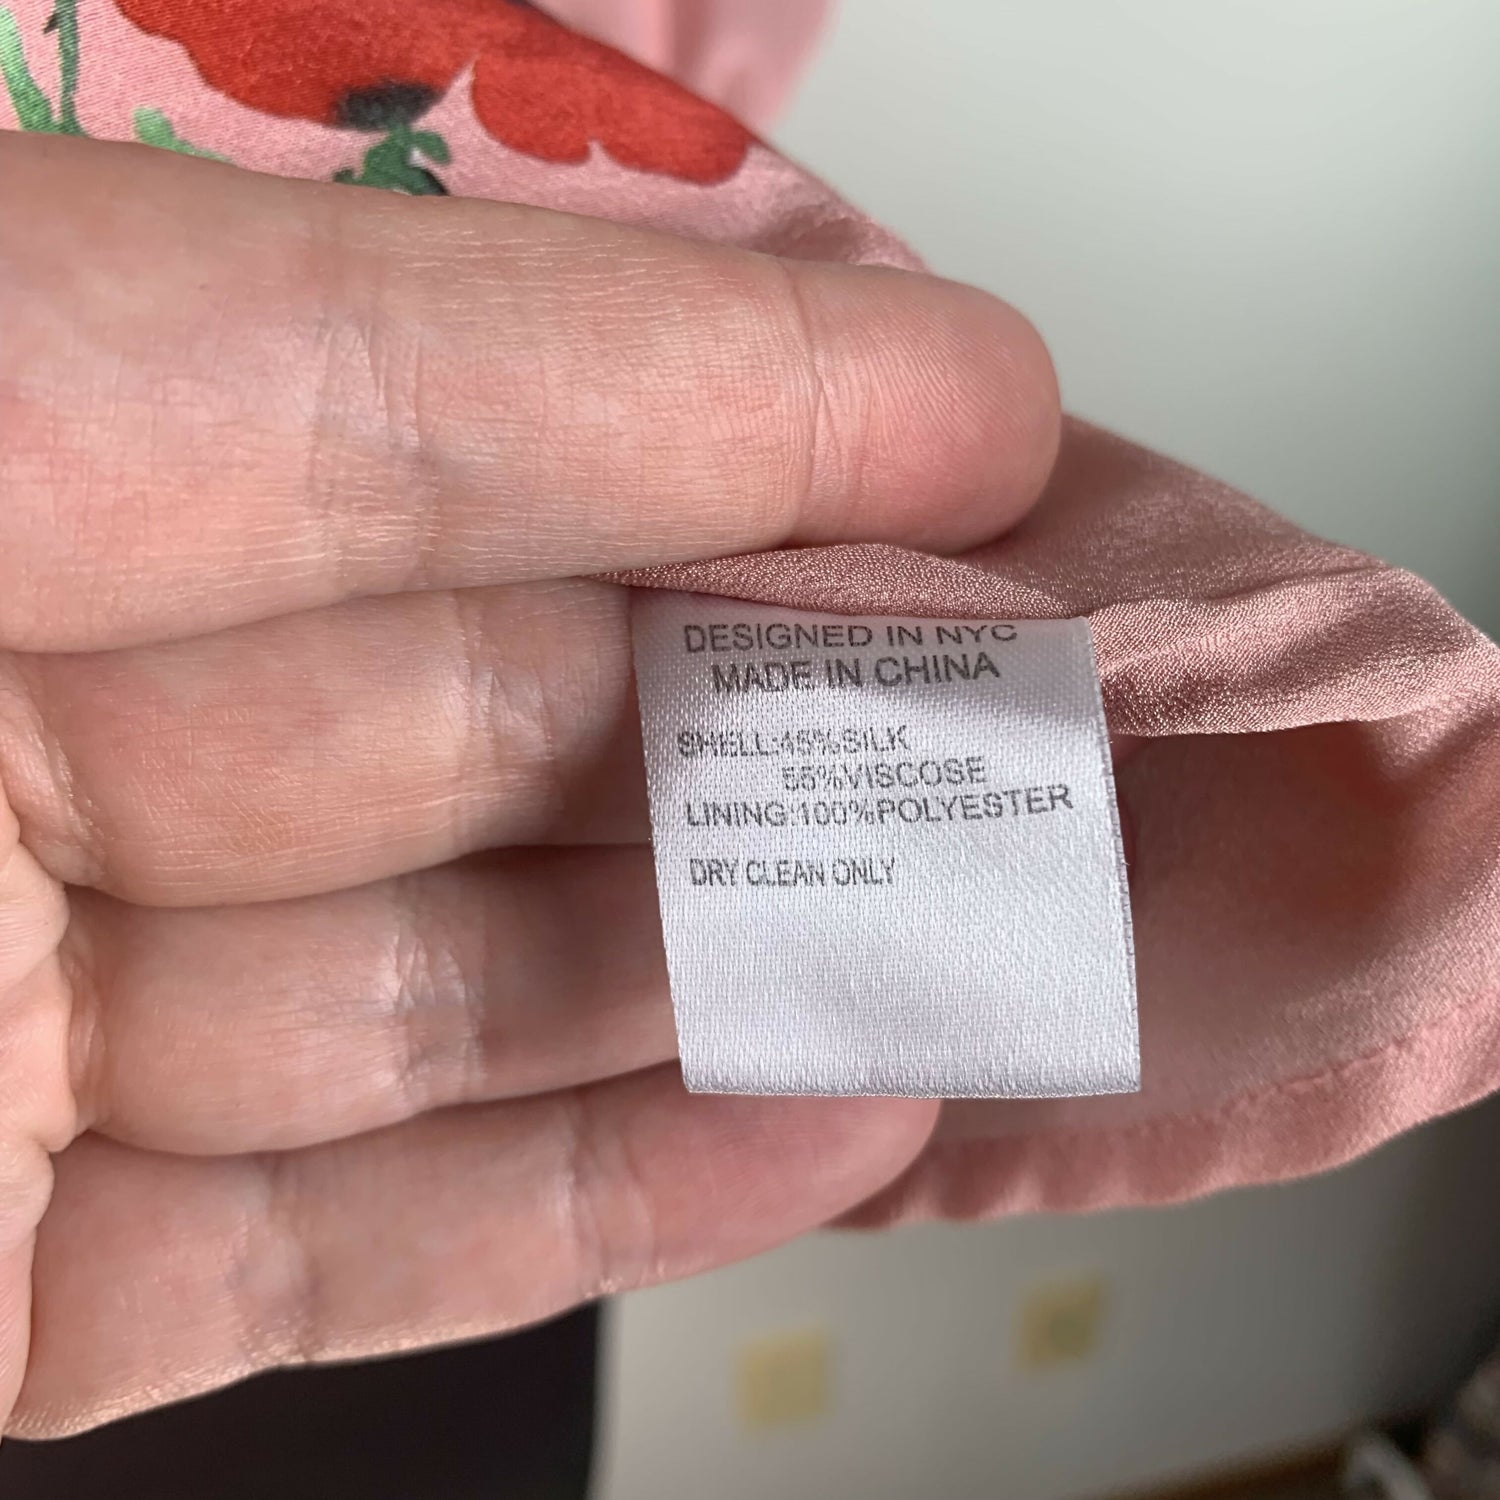 DESIGNED IN NYC
MADE IN CHINA
SHELL:45%SILK
55%VISCOSE
LINING:100%POLYESTER
DRY CLEAN ONLY